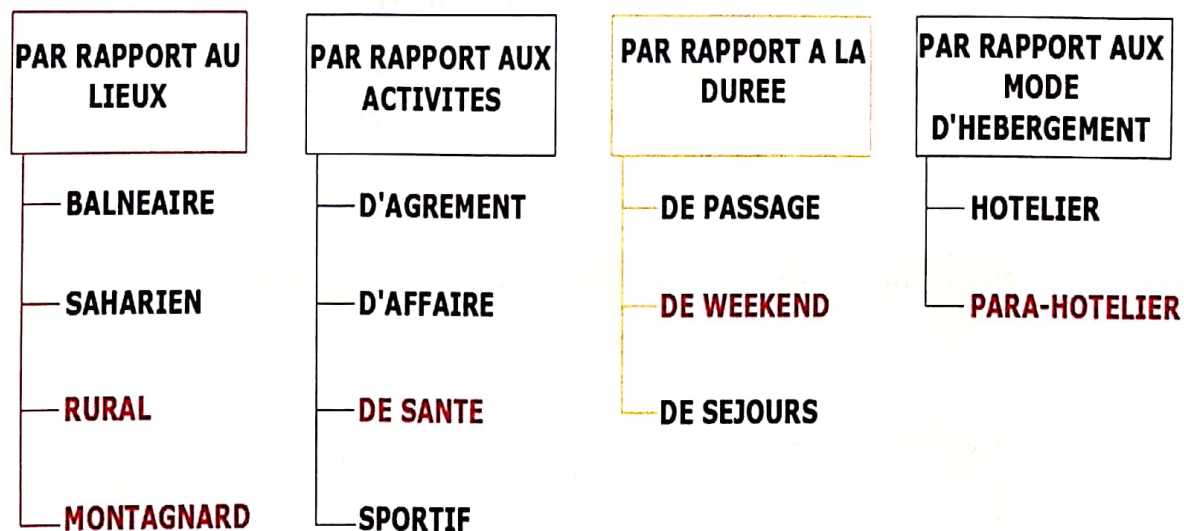 PAR RAPPORT AU
LIEUX
BALNEAIRE
SAHARIEN
RURAL
MONTAGNARD
PAR RAPPORT AUX
ACTIVITES
D'AGREMENT
D'AFFAIRE
DE SANTE
SPORTIF
PAR RAPPORT A LA
DUREE
DE PASSAGE
DE WEEKEND
DE SEJOURS
PAR RAPPORT AUX
MODE
D'HEBERGEMENT
HOTELIER
PARA-HOTELIER